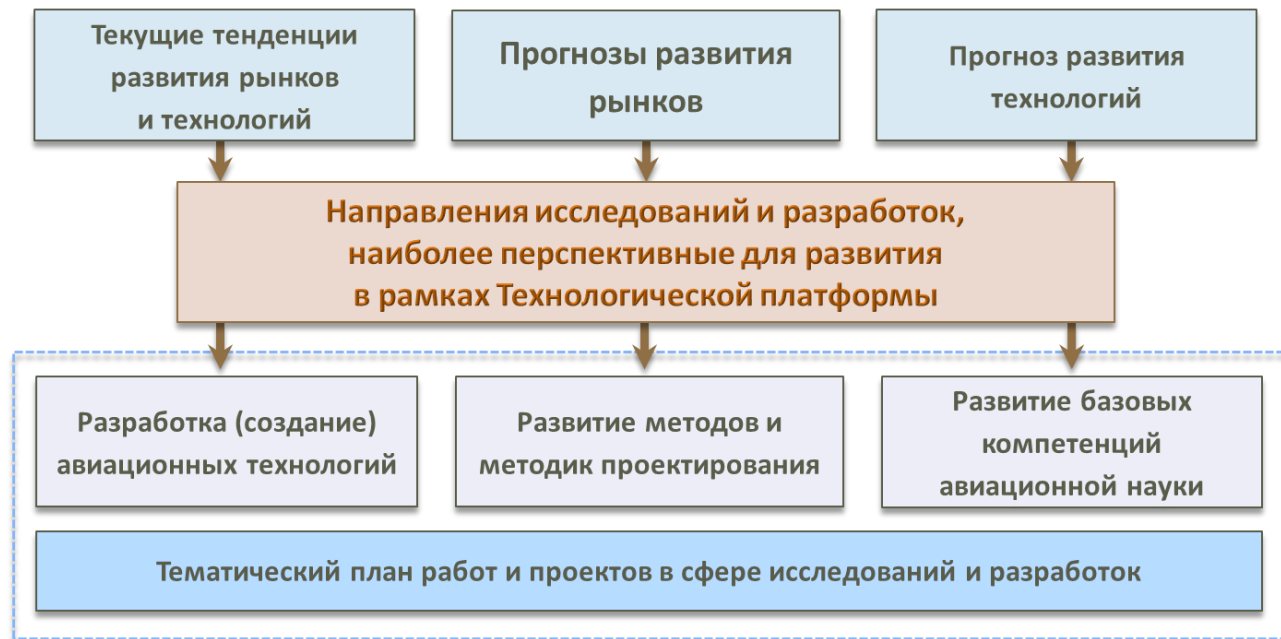 Текущие тенденции
развития рынков
и технологий
Прогнозы развития
рынков
Прогноз развития
технологий
Направления исследований и разработок,
наиболее перспективные для развития
в рамках Технологической платформы
Разработка (создание)
авиационных технологий
Развитие методов и
методик проектирования
Развитие базовых
компетенций
авиационной науки
Тематический план работ и проектов в сфере исследований и разработок